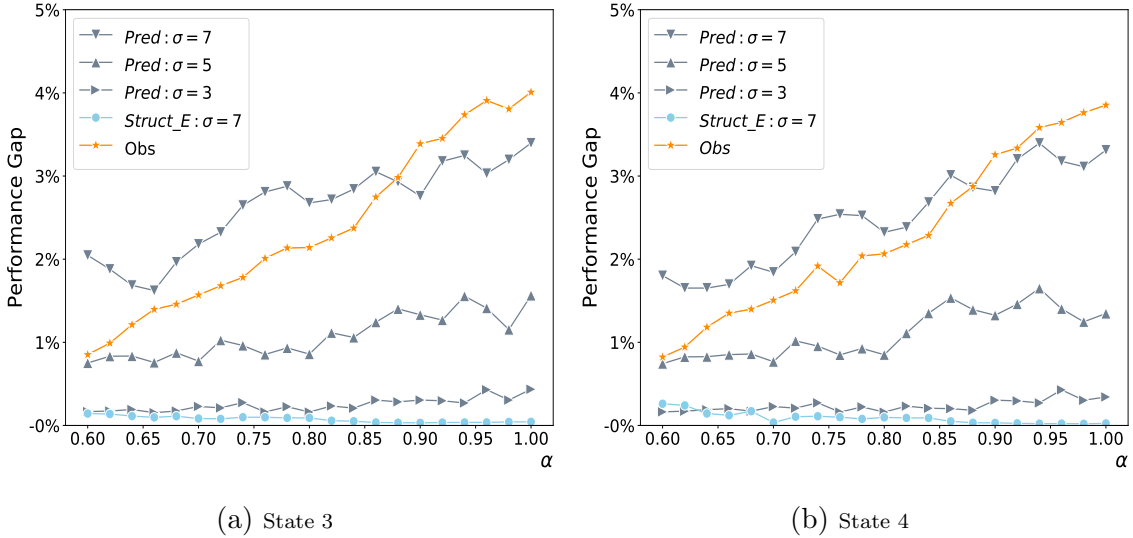 5%
4%
3%
2%
1%
-0%
Performance Gap
Pred : σ = 7
Pred : σ = 5
Pred : σ = 3
Struct_E : σ = 7
Obs
0.60 0.65 0.70 0.75 0.80 0.85 0.90 0.95 1.00
α
(a) State 3
5%
4%
3%
2%
1%
-0%
Performance Gap
Pred : σ = 7
Pred : σ = 5
Pred : σ = 3
Struct_E : σ = 7
Obs
0.60 0.65 0.70 0.75 0.80 0.85 0.90 0.95 1.00
α
(b) State 4